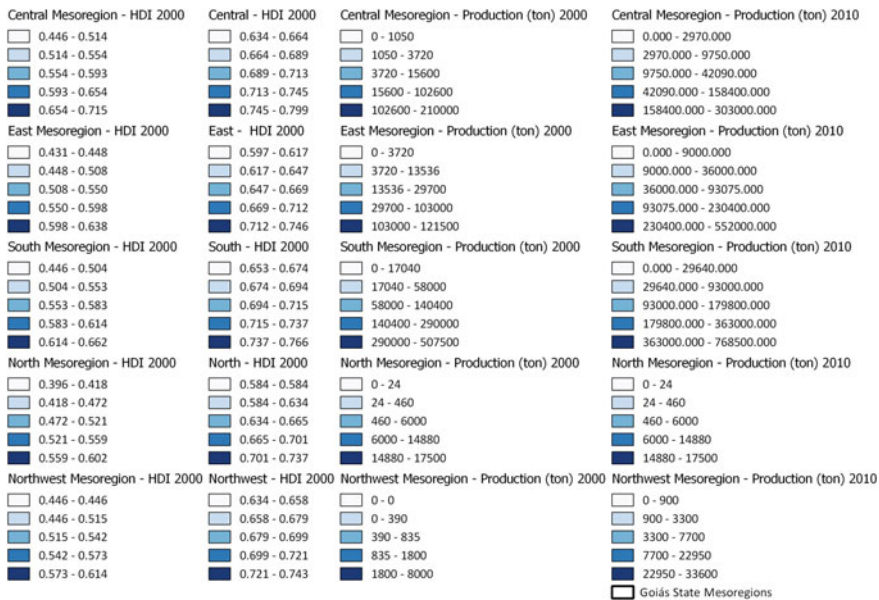 Central Mesoregion - HDI 2000
0.446 - 0.514
0.514 - 0.554
0.554 - 0.593
0.593 - 0.654
0.654 - 0.715
Central - HDI 2000
0.634 - 0.664
0.664 - 0.689
0.689 - 0.713
0.713 - 0.745
0.745 - 0.799
Central Mesoregion - Production (ton) 2000
0 - 1050
1050 - 3720
3720 - 15600
15600 - 102600
102600 - 210000
Central Mesoregion - Production (ton) 2010
0.000 - 2970.000
2970.000 - 9750.000
9750.000 - 42090.000
42090.000 - 158400.000
158400.000 - 303000.000
East Mesoregion - HDI 2000
0.431 - 0.448
0.448 - 0.508
0.508 - 0.550
0.550 - 0.598
0.598 - 0.638
East - HDI 2000
0.597 - 0.617
0.617 - 0.647
0.647 - 0.669
0.669 - 0.712
0.712 - 0.746
East Mesoregion - Production (ton) 2000
0 - 3720
3720 - 13536
13536 - 29700
29700 - 103000
103000 - 121500
East Mesoregion - Production (ton) 2010
0.000 - 9000.000
9000.000 - 36000.000
36000.000 - 93075.000
93075.000 - 230400.000
230400.000 - 552000.000
South Mesoregion - HDI 2000
0.446 - 0.504
0.504 - 0.553
0.553 - 0.583
0.583 - 0.614
0.614 - 0.662
South - HDI 2000
0.653 - 0.674
0.674 - 0.694
0.694 - 0.715
0.715 - 0.737
0.737 - 0.766
South Mesoregion - Production (ton) 2000
0 - 17040
17040 - 58000
58000 - 140400
140400 - 290000
290000 - 507500
South Mesoregion - Production (ton) 2010
0.000 - 29640.000
29640.000 - 93000.000
93000.000 - 179800.000
179800.000 - 363000.000
363000.000 - 768500.000
North Mesoregion - HDI 2000
0.396 - 0.418
0.418 - 0.472
0.472 - 0.521
0.521 - 0.559
0.559 - 0.602
North - HDI 2000
0.584 - 0.584
0.584 - 0.634
0.634 - 0.665
0.665 - 0.701
0.701 - 0.737
North Mesoregion - Production (ton) 2000
0 - 24
24 - 460
460 - 6000
6000 - 14880
14880 - 17500
North Mesoregion - Production (ton) 2010
0 - 24
24 - 460
460 - 6000
6000 - 14880
14880 - 17500
Northwest Mesoregion - HDI 2000
0.446 - 0.446
0.446 - 0.515
0.515 - 0.542
0.542 - 0.573
0.573 - 0.614
Northwest - HDI 2000
0.634 - 0.658
0.658 - 0.679
0.679 - 0.699
0.699 - 0.721
0.721 - 0.743
Northwest Mesoregion - Production (ton) 2000
0 - 0
0 - 390
390 - 835
835 - 1800
1800 - 8000
Northwest Mesoregion - Production (ton) 2010
0 - 900
900 - 3300
3300 - 7700
7700 - 22950
22950 - 33600
Goiás State Mesoregions